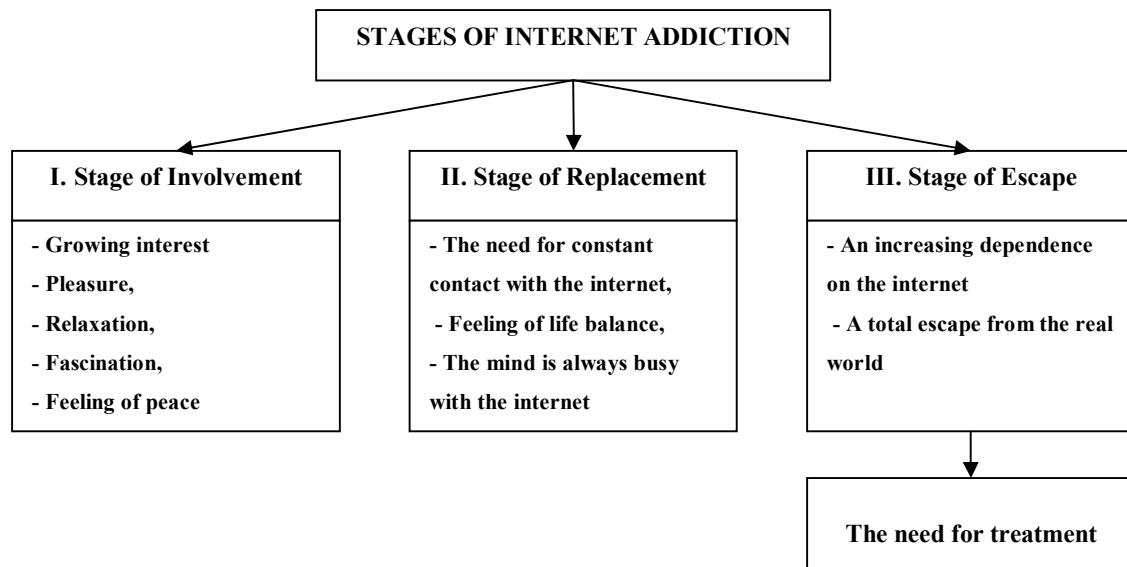 STAGES OF INTERNET ADDICTION
I. Stage of Involvement
- Growing interest
- Pleasure,
- Relaxation,
- Fascination,
- Feeling of peace
II. Stage of Replacement
- The need for constant
contact with the internet,
- Feeling of life balance,
- The mind is always busy
with the internet
III. Stage of Escape
- An increasing dependence
on the internet
- A total escape from the real
world
The need for treatment